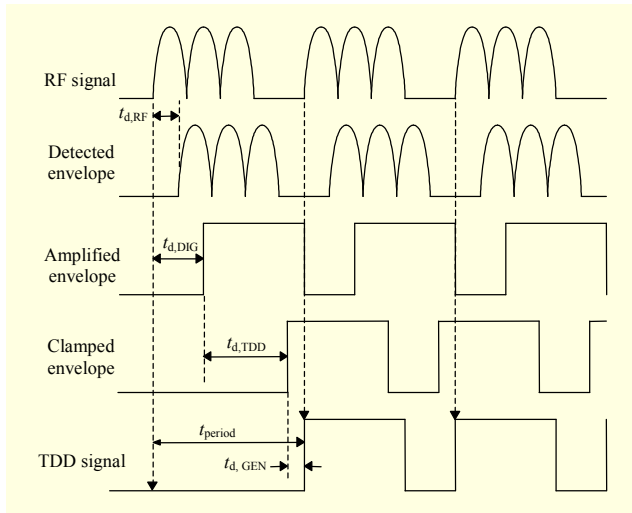 RF signal
t_d,RF
Detected
envelope
t_d,DIG
Amplified
envelope
t_d,TDD
Clamped
envelope
t_period
TDD signal
t_d, GEN